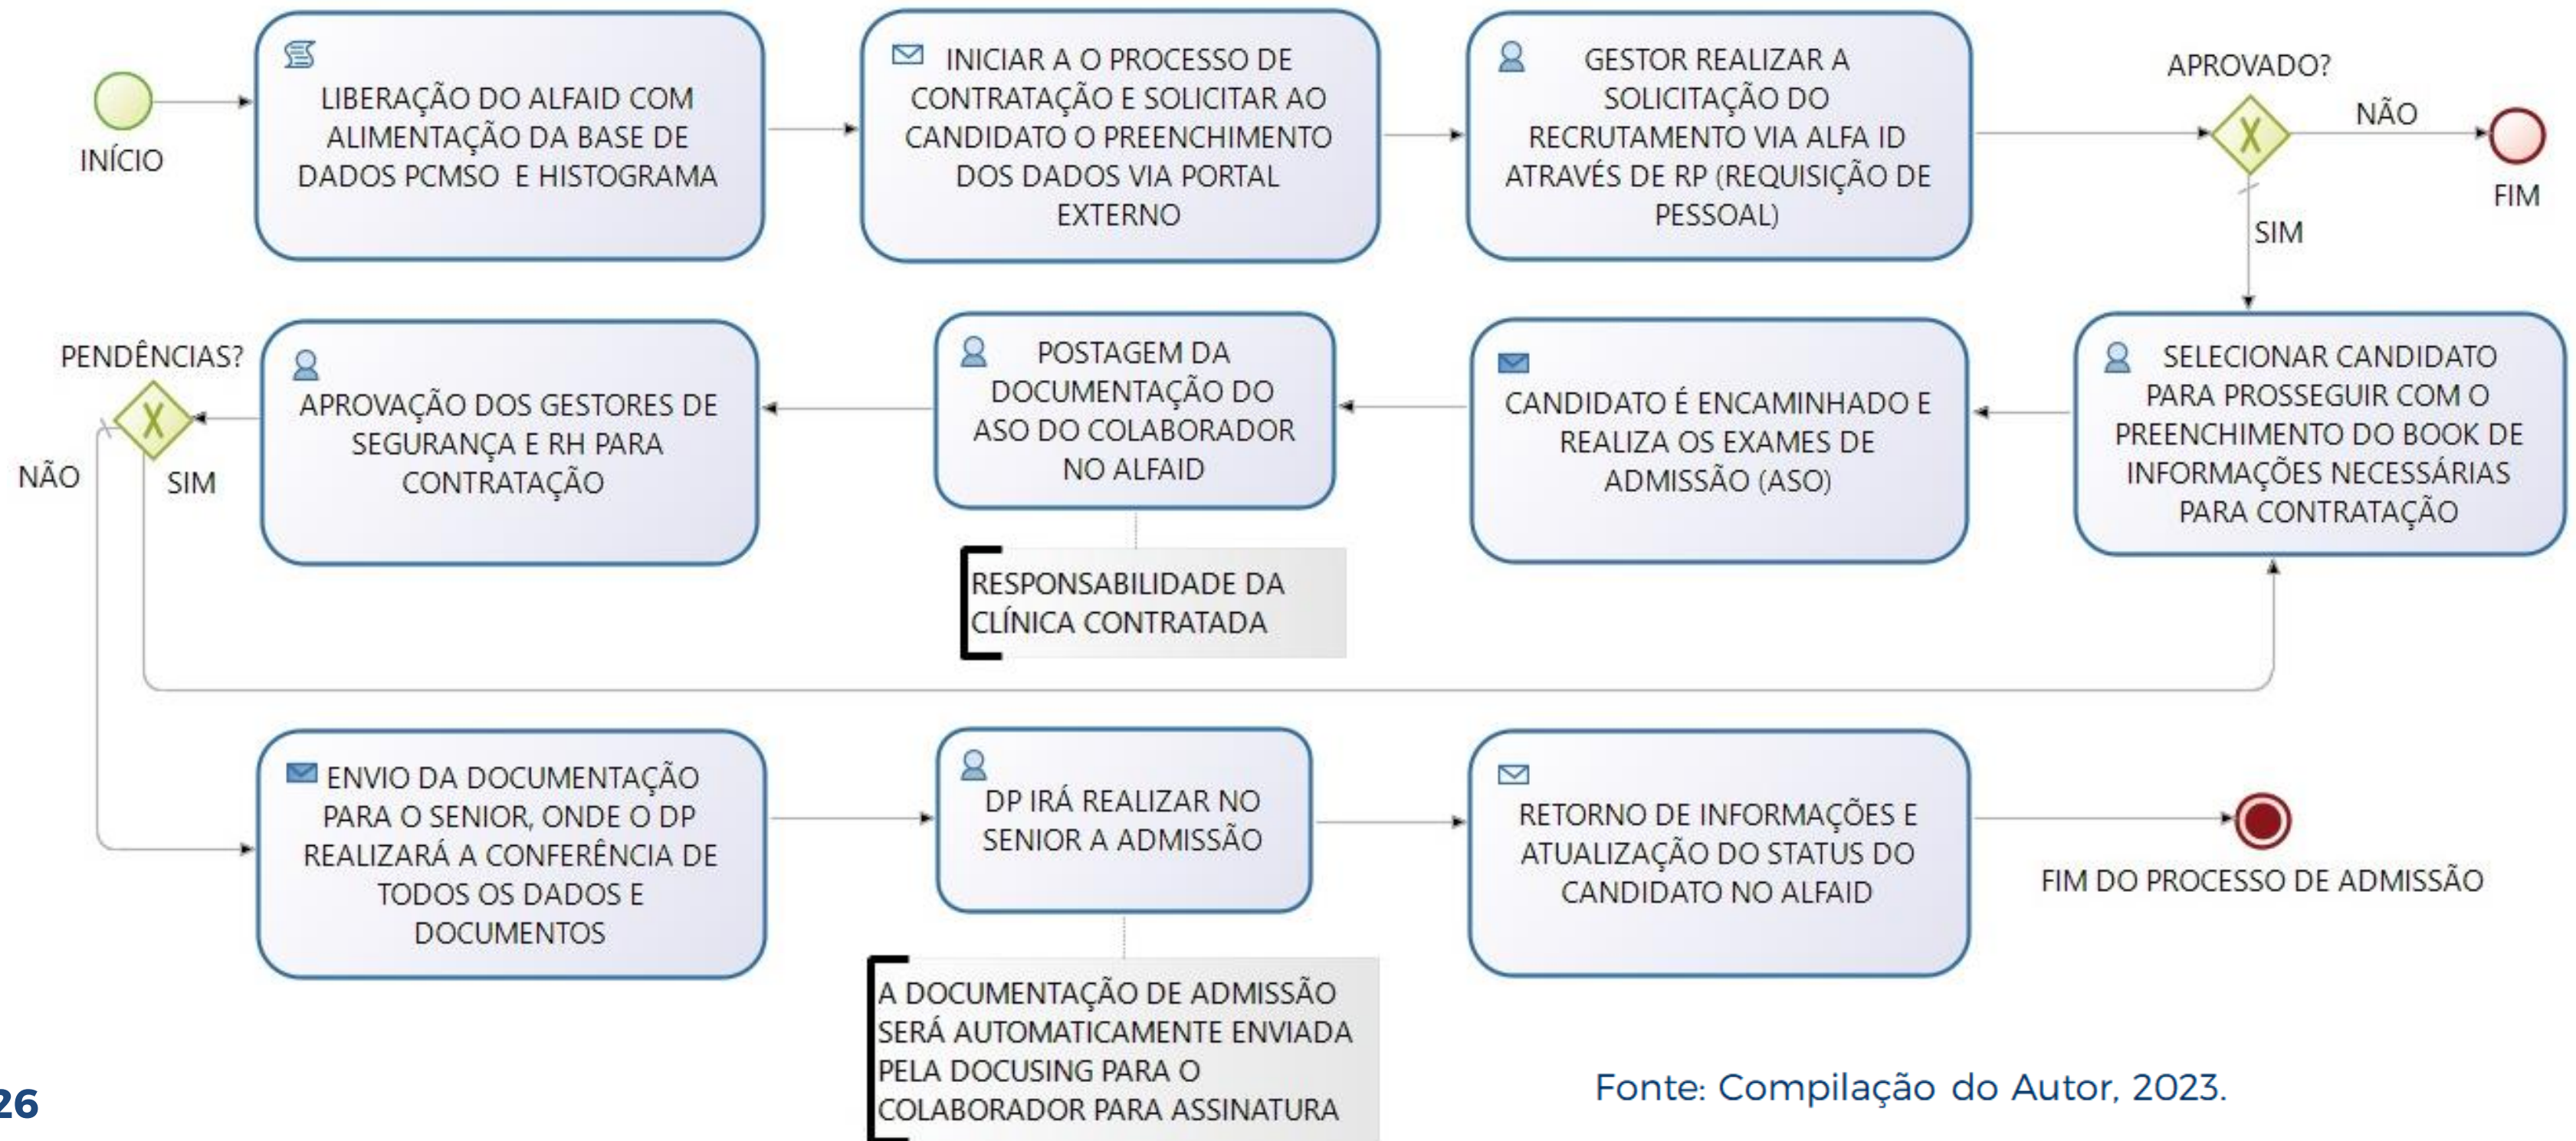 INÍCIO
LIBERAÇÃO DO ALFAID COM
ALIMENTAÇÃO DA BASE DE
DADOS PCMSO E HISTOGRAMA
INICIAR A O PROCESSO DE
CONTRATAÇÃO E SOLICITAR AO
CANDIDATO O PREENCHIMENTO
DOS DADOS VIA PORTAL
EXTERNO
GESTOR REALIZAR A
SOLICITAÇÃO DO
RECRUTAMENTO VIA ALFA ID
ATRAVÉS DE RP (REQUISIÇÃO DE
PESSOAL)
APROVADO?
NÃO
FIM
SIM
SELECIONAR CANDIDATO
PARA PROSSEGUIR COM O
PREENCHIMENTO DO BOOK DE
INFORMAÇÕES NECESSÁRIAS
PARA CONTRATAÇÃO
CANDIDATO É ENCAMINHADO E
REALIZA OS EXAMES DE
ADMISSÃO (ASO)
POSTAGEM DA
DOCUMENTAÇÃO DO
ASO DO COLABORADOR
NO ALFAID
RESPONSABILIDADE DA
CLÍNICA CONTRATADA
APROVAÇÃO DOS GESTORES DE
SEGURANÇA E RH PARA
CONTRATAÇÃO
PENDÊNCIAS?
NÃO
SIM
ENVIO DA DOCUMENTAÇÃO
PARA O SENIOR, ONDE O DP
REALIZARÁ A CONFERÊNCIA DE
TODOS OS DADOS E
DOCUMENTOS
DP IRÁ REALIZAR NO
SENIOR A ADMISSÃO
A DOCUMENTAÇÃO DE ADMISSÃO
SERÁ AUTOMATICAMENTE ENVIADA
PELA DOCUSING PARA O
COLABORADOR PARA ASSINATURA
RETORNO DE INFORMAÇÕES E
ATUALIZAÇÃO DO STATUS DO
CANDIDATO NO ALFAID
FIM DO PROCESSO DE ADMISSÃO
Fonte: Compilação do Autor, 2023.
26